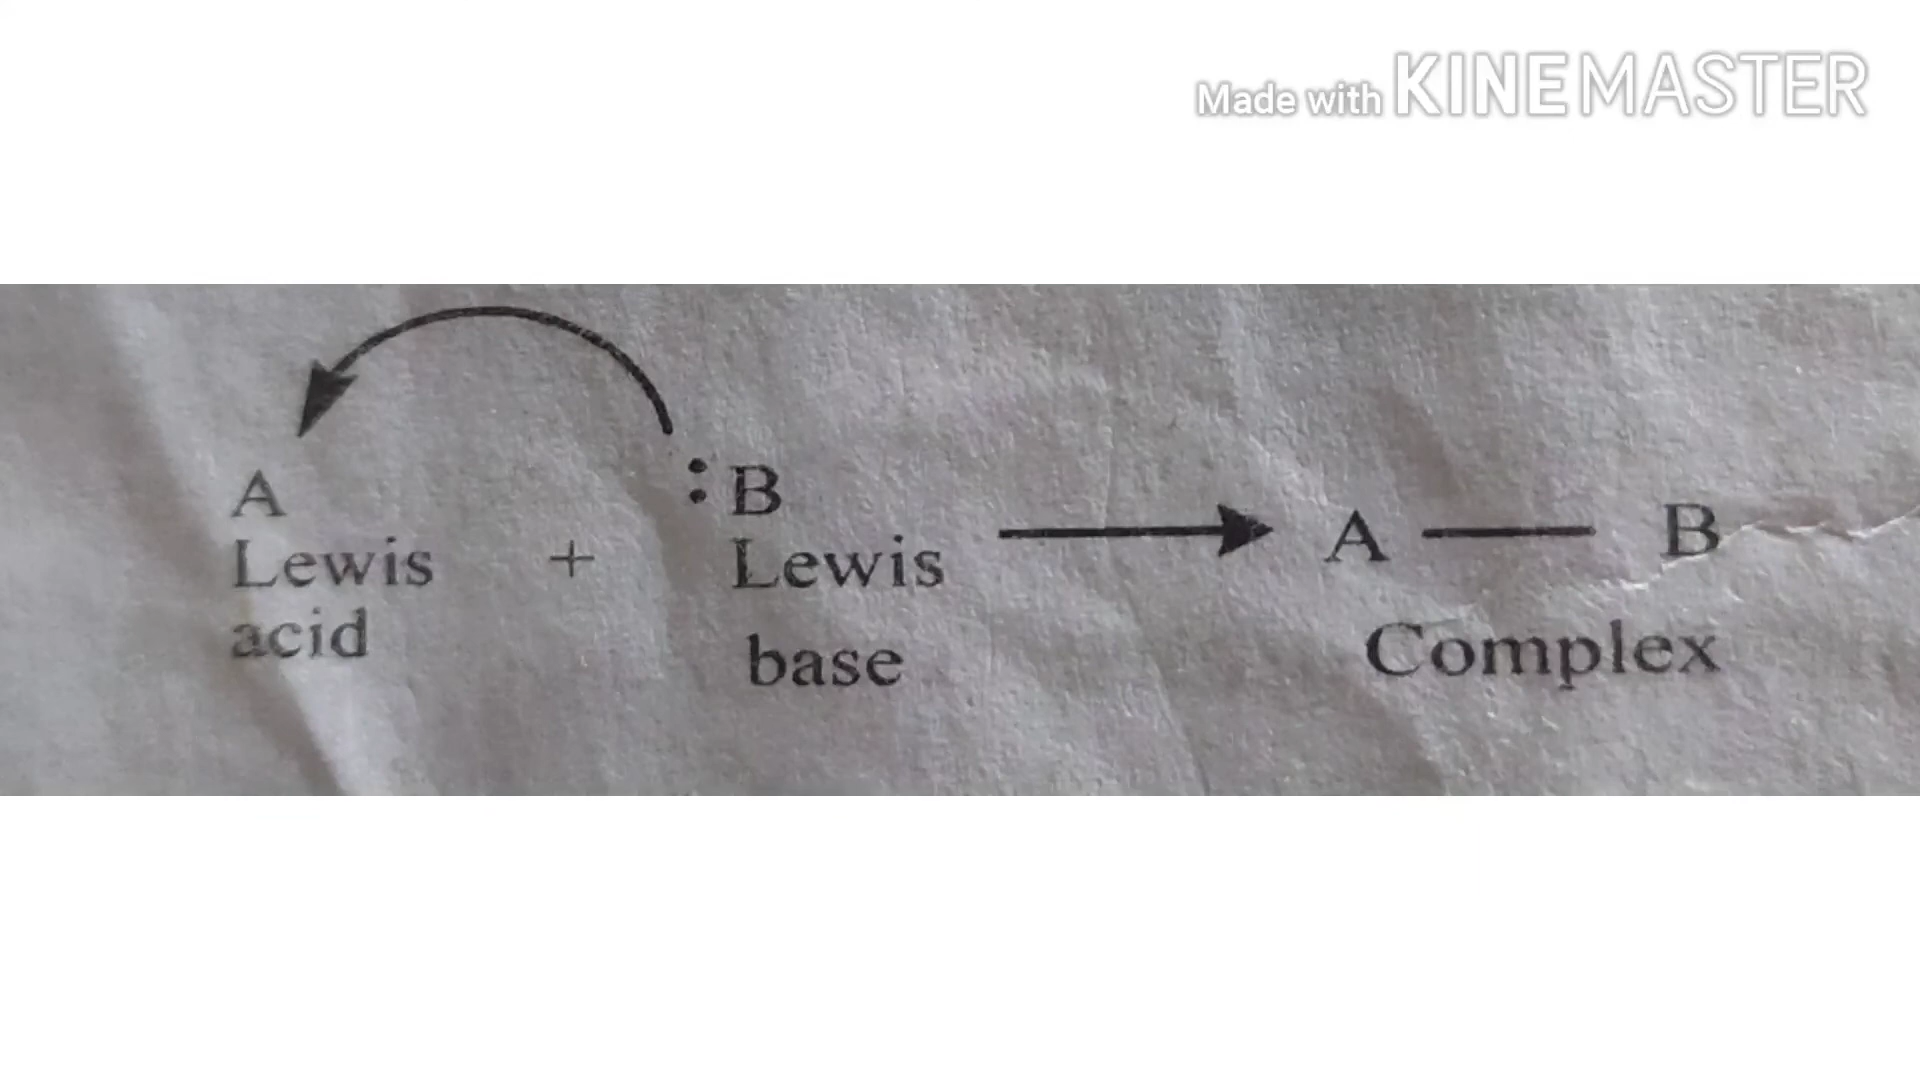 Made with KINEMASTER
A + :B A — B
Lewis Lewis
acid base Complex